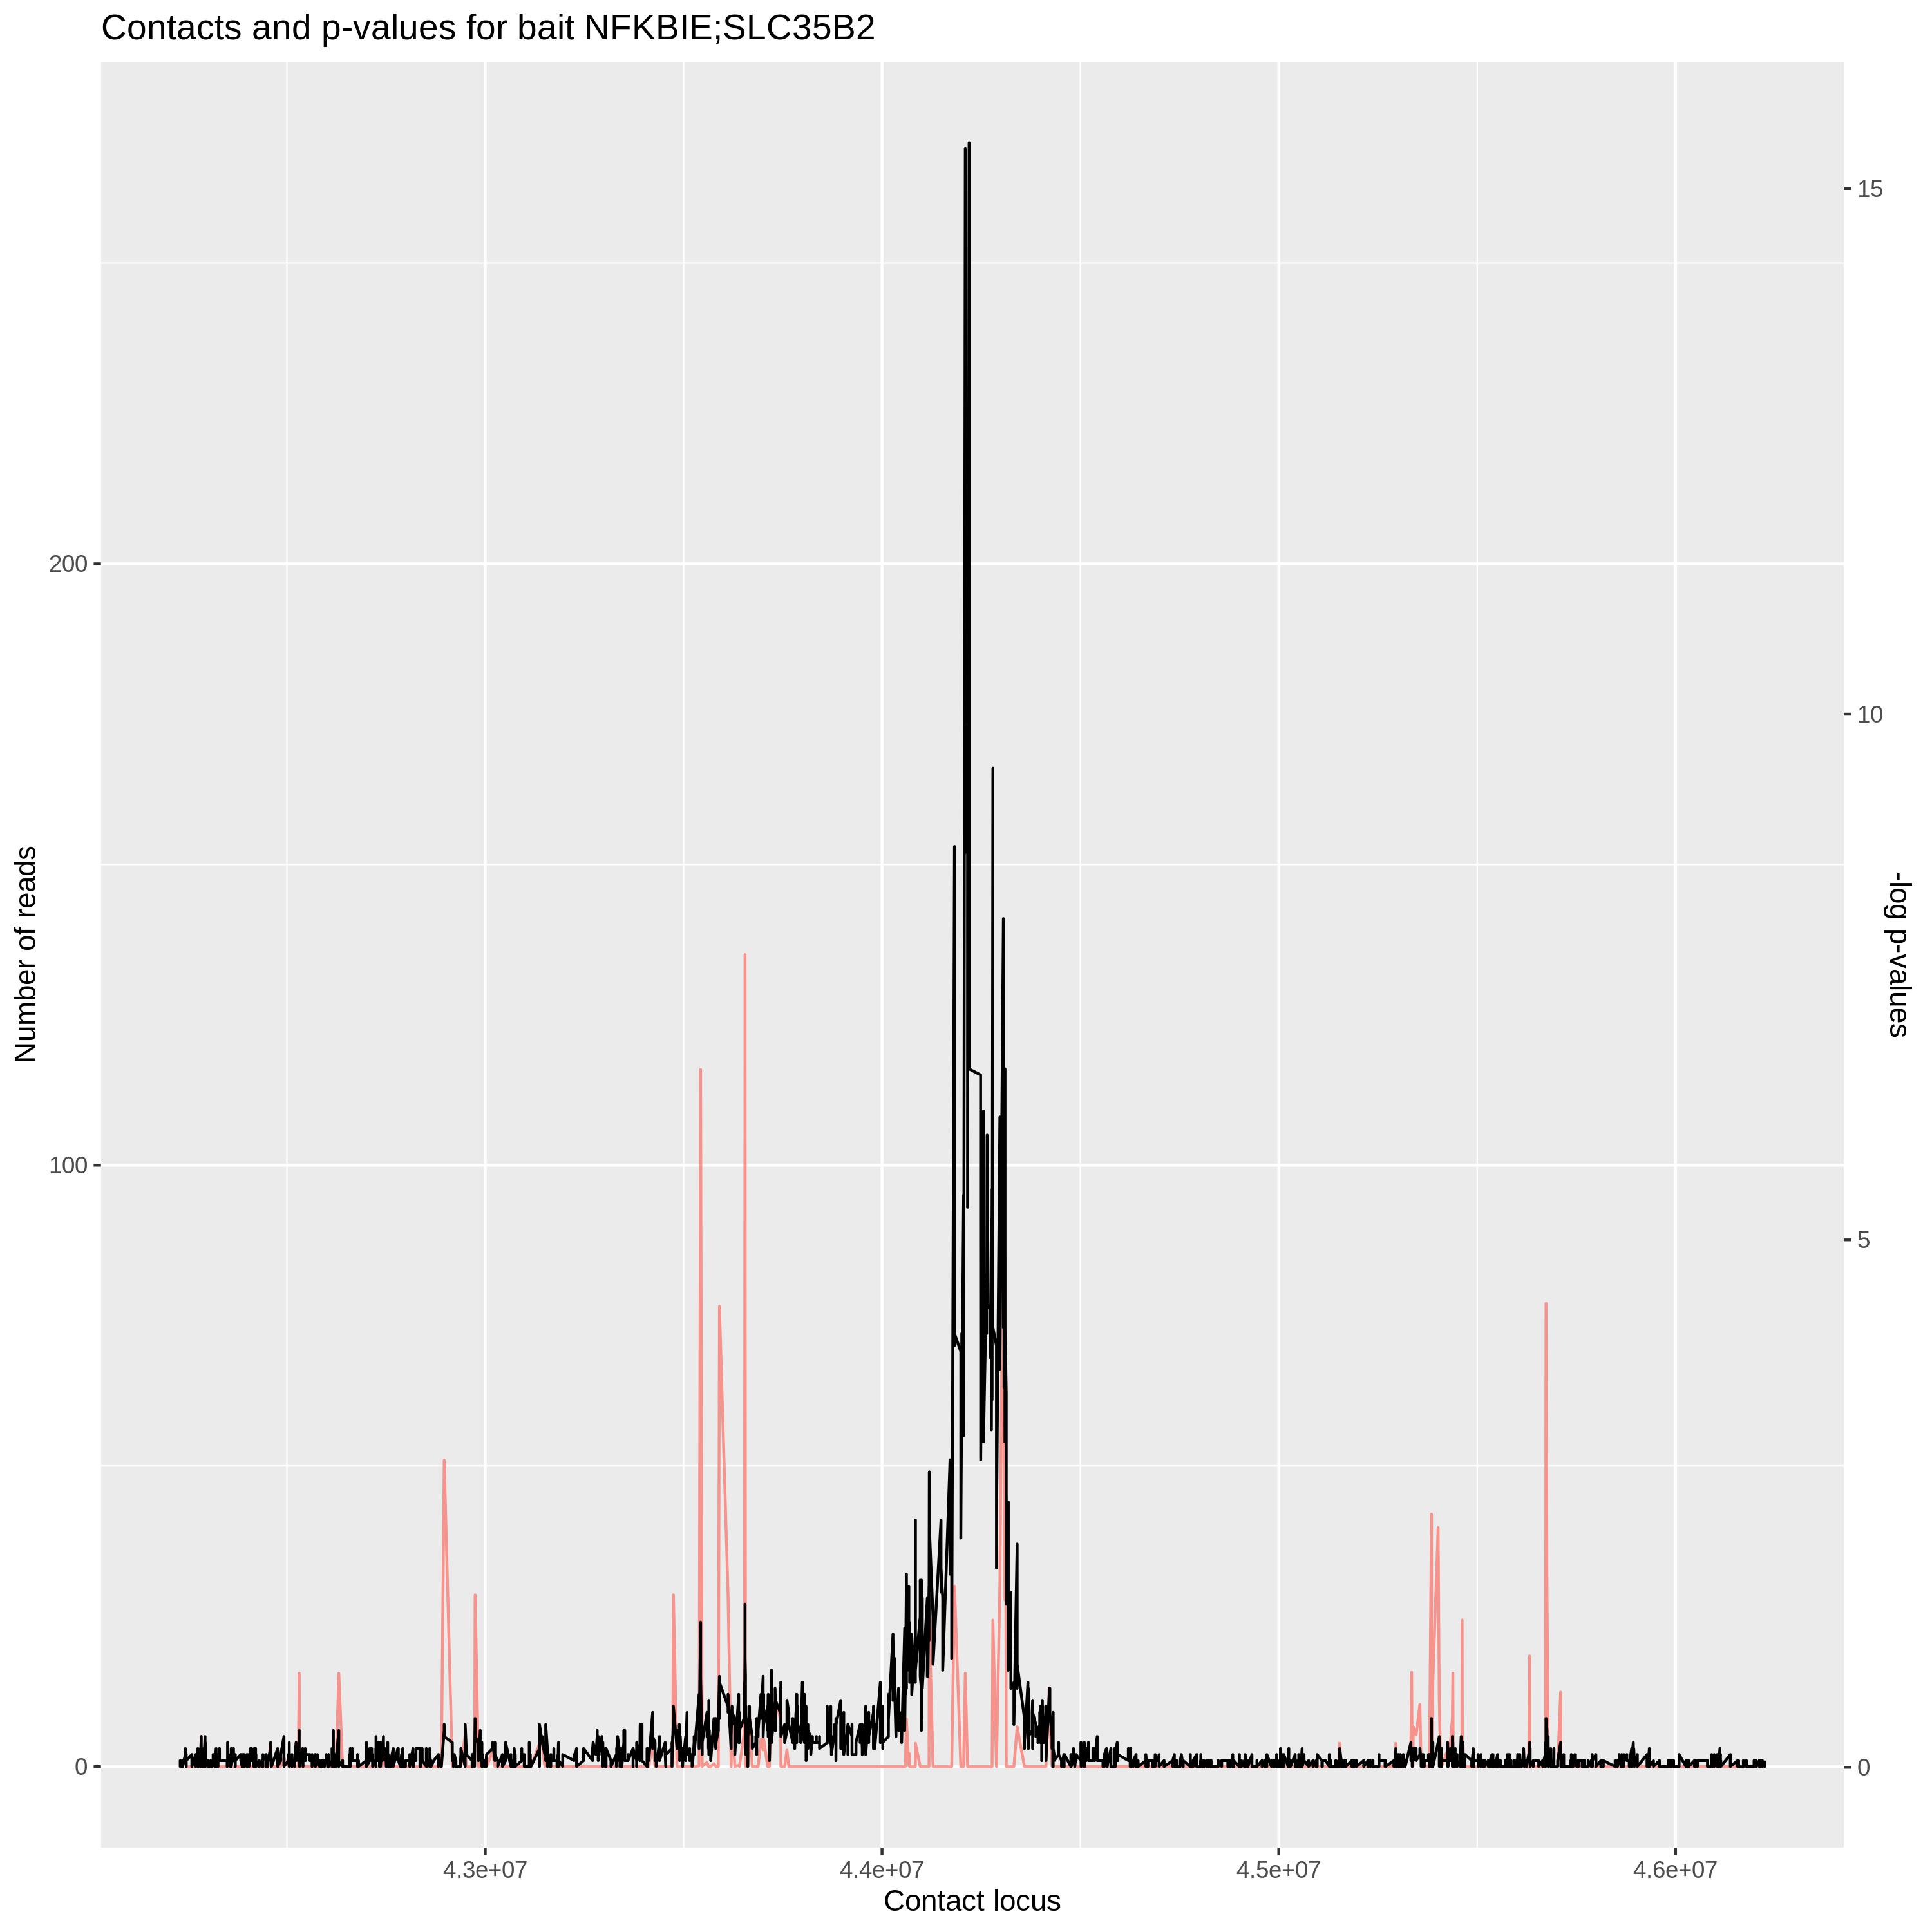 Contacts and p-values for bait NFKBIE;SLC35B2
Number of reads
200
100
0
15
10
5
0
-log p-values
4.3e+07 4.4e+07 4.5e+07 4.6e+07
Contact locus